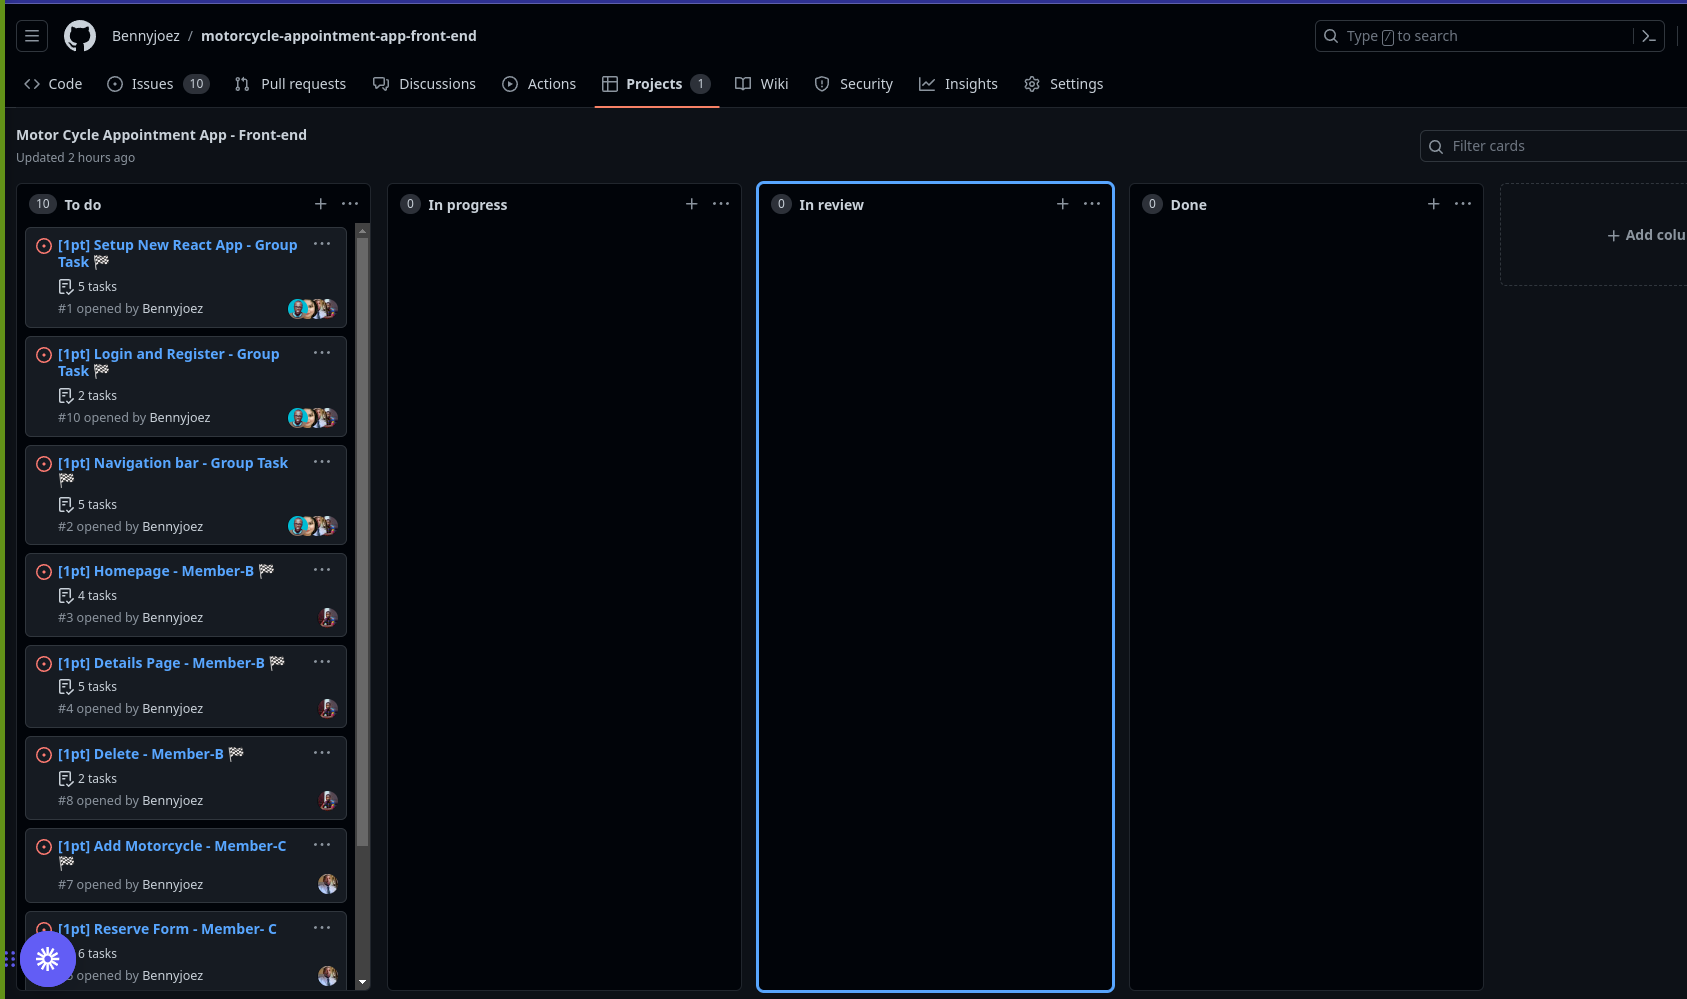 Bennyjoez / motorcycle-appointment-app-front-end
Type / to search
Code
Issues 10
Pull requests
Discussions
Actions
Projects 1
Wiki
Security
Insights
Settings
Motor Cycle Appointment App - Front-end
Updated 2 hours ago
Filter cards
10 To do
[1pt] Setup New React App - Group
Task 🏁
5 tasks
#1 opened by Bennyjoez
[1pt] Login and Register - Group
Task 🏁
2 tasks
#10 opened by Bennyjoez
[1pt] Navigation bar - Group Task
🏁
5 tasks
#2 opened by Bennyjoez
[1pt] Homepage - Member-B 🏁
4 tasks
#3 opened by Bennyjoez
[1pt] Details Page - Member-B 🏁
5 tasks
#4 opened by Bennyjoez
[1pt] Delete - Member-B 🏁
2 tasks
#8 opened by Bennyjoez
[1pt] Add Motorcycle - Member-C
🏁
#7 opened by Bennyjoez
[1pt] Reserve Form - Member- C
6 tasks
opened by Bennyjoez
0 In progress
0 In review
0 Done
+ Add colu